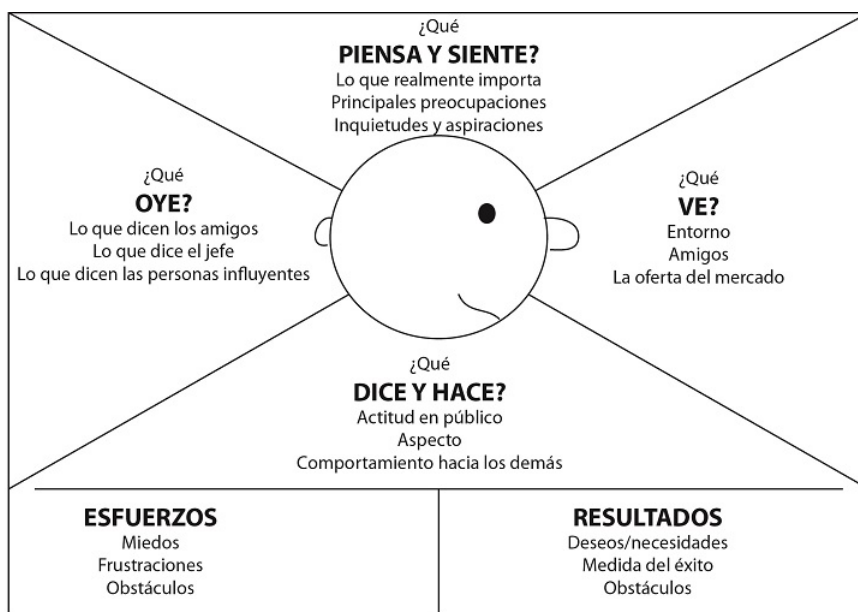 ¿Qué
PIENSA Y SIENTE?
Lo que realmente importa
Principales preocupaciones
Inquietudes y aspiraciones
¿Qué
OYE?
Lo que dicen los amigos
Lo que dice el jefe
Lo que dicen las personas influyentes
¿Qué
VE?
Entorno
Amigos
La oferta del mercado
¿Qué
DICE Y HACE?
Actitud en público
Aspecto
Comportamiento hacia los demás
ESFUERZOS
Miedos
Frustraciones
Obstáculos
RESULTADOS
Deseos/necesidades
Medida del éxito
Obstáculos